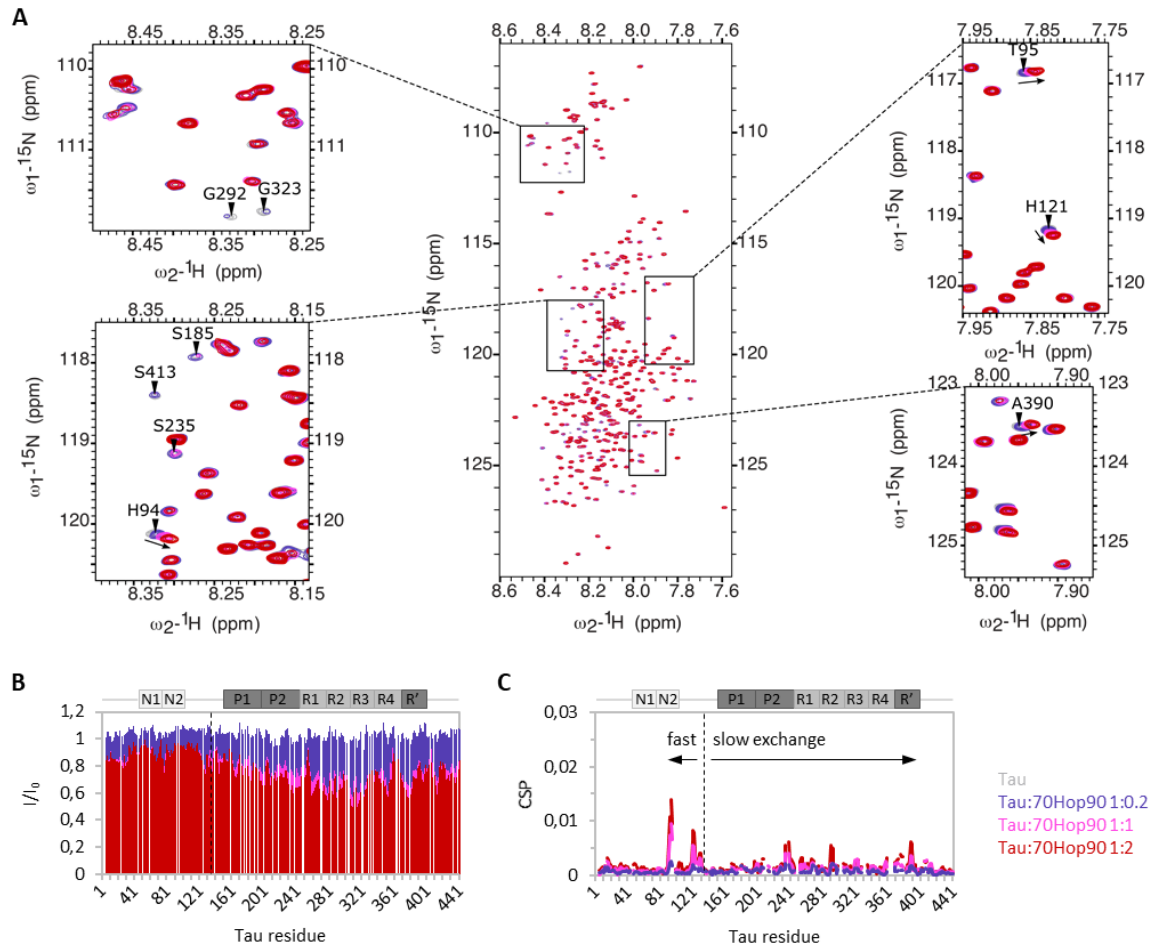 A
8.45 8.35 8.25
110
111
110
111
G292
G323
8.45 8.35 8.25
ω2-1H (ppm)
ω1-15N (ppm)
8.35 8.25 8.15
118
119
120
118
119
120
S185
S413
S235
H94
8.35 8.25 8.15
ω2-1H (ppm)
ω1-15N (ppm)
8.6 8.4 8.2 8.0 7.8 7.6
110
115
120
125
110
115
120
125
8.6 8.4 8.2 8.0 7.8 7.6
ω2-1H (ppm)
ω1-15N (ppm)
7.95 7.85 7.75
T95
117
118
119
120
117
118
119
120
H121
7.95 7.85 7.75
ω2-1H (ppm)
ω1-15N (ppm)
8.00 7.90
123
124
125
123
124
125
A390
8.00 7.90
ω2-1H (ppm)
ω1-15N (ppm)
B
N1 N2 P1 P2 R1 R2 R3 R4 R'
1,2
1
0,8
0,6
0,4
0,2
0
I/I0
1 41 81 121 161 201 241 281 321 361 401 441
Tau residue
C
N1 N2 P1 P2 R1 R2 R3 R4 R'
0,03
0,02
0,01
0
CSP
fast slow exchange
1 41 81 121 161 201 241 281 321 361 401 441
Tau residue
Tau
Tau:70Hop90 1:0.2
Tau:70Hop90 1:1
Tau:70Hop90 1:2